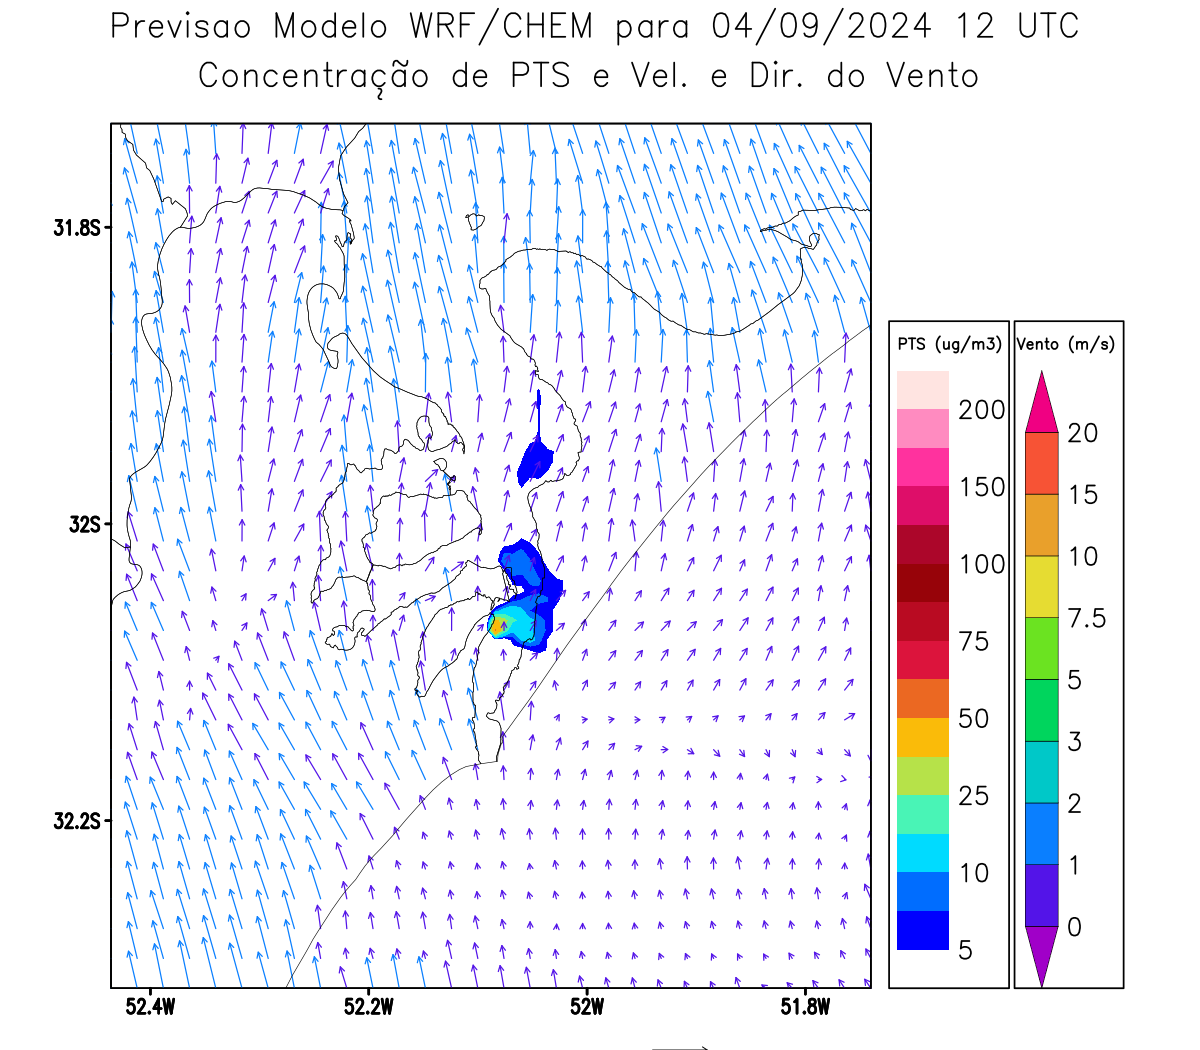 Previsao Modelo WRF/CHEM para 04/09/2024 12 UTC
Concentração de PTS e Vel. e Dir. do Vento
31.8S
32S
32.2S
52.4W 52.2W 52W 51.8W
PTS (ug/m3)
200
150
100
75
50
25
10
5
Vento (m/s)
20
15
10
7.5
5
3
2
1
0